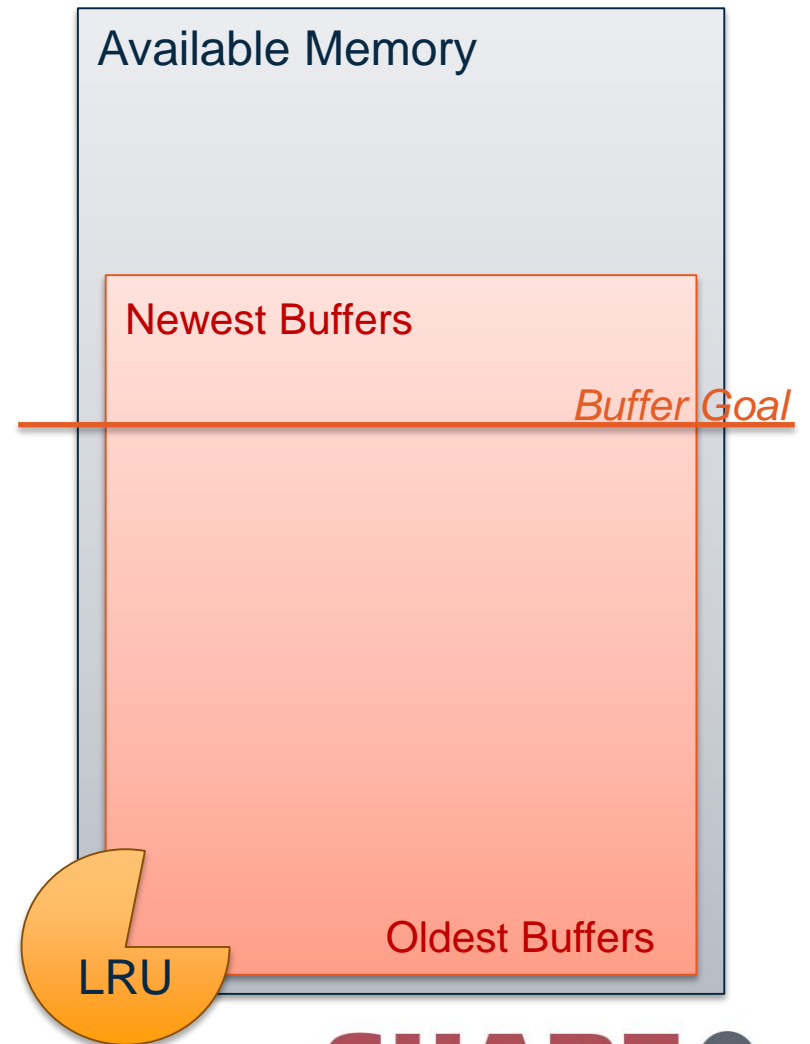 Available Memory
Newest Buffers
Buffer Goal
Oldest Buffers
LRU